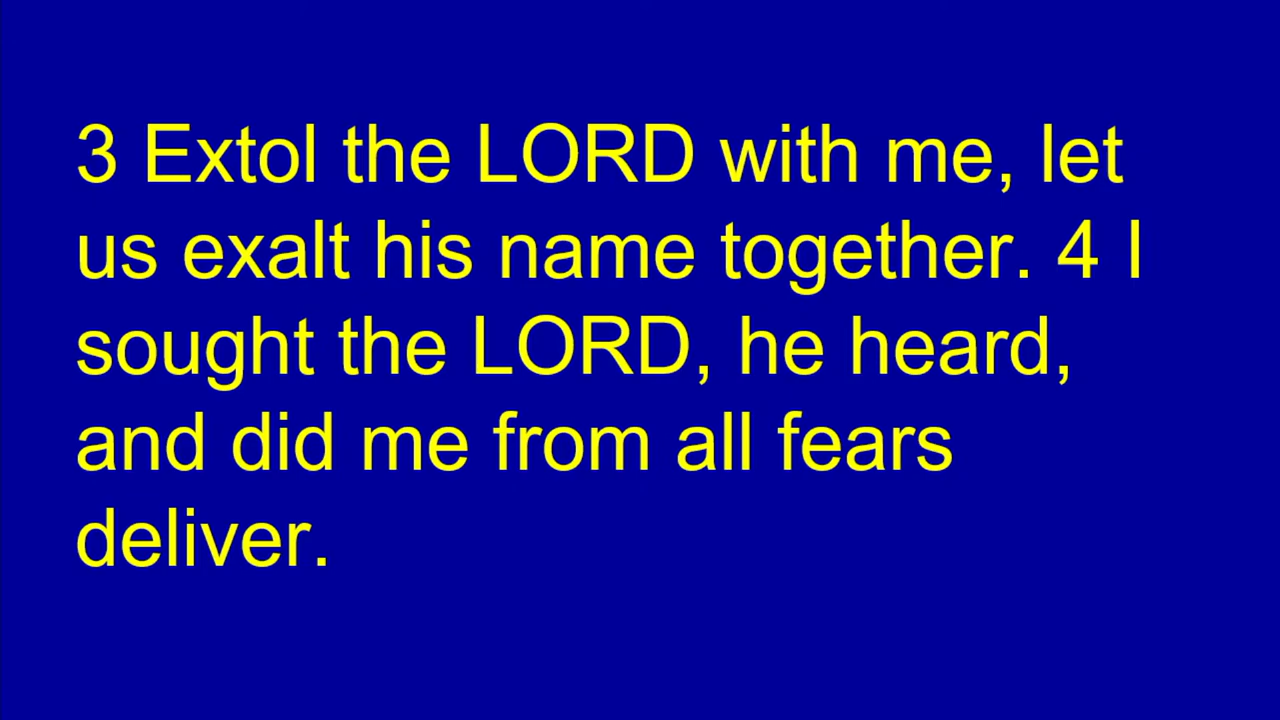 3 Extol the LORD with me, let
us exalt his name together. 4 I
sought the LORD, he heard,
and did me from all fears
deliver.